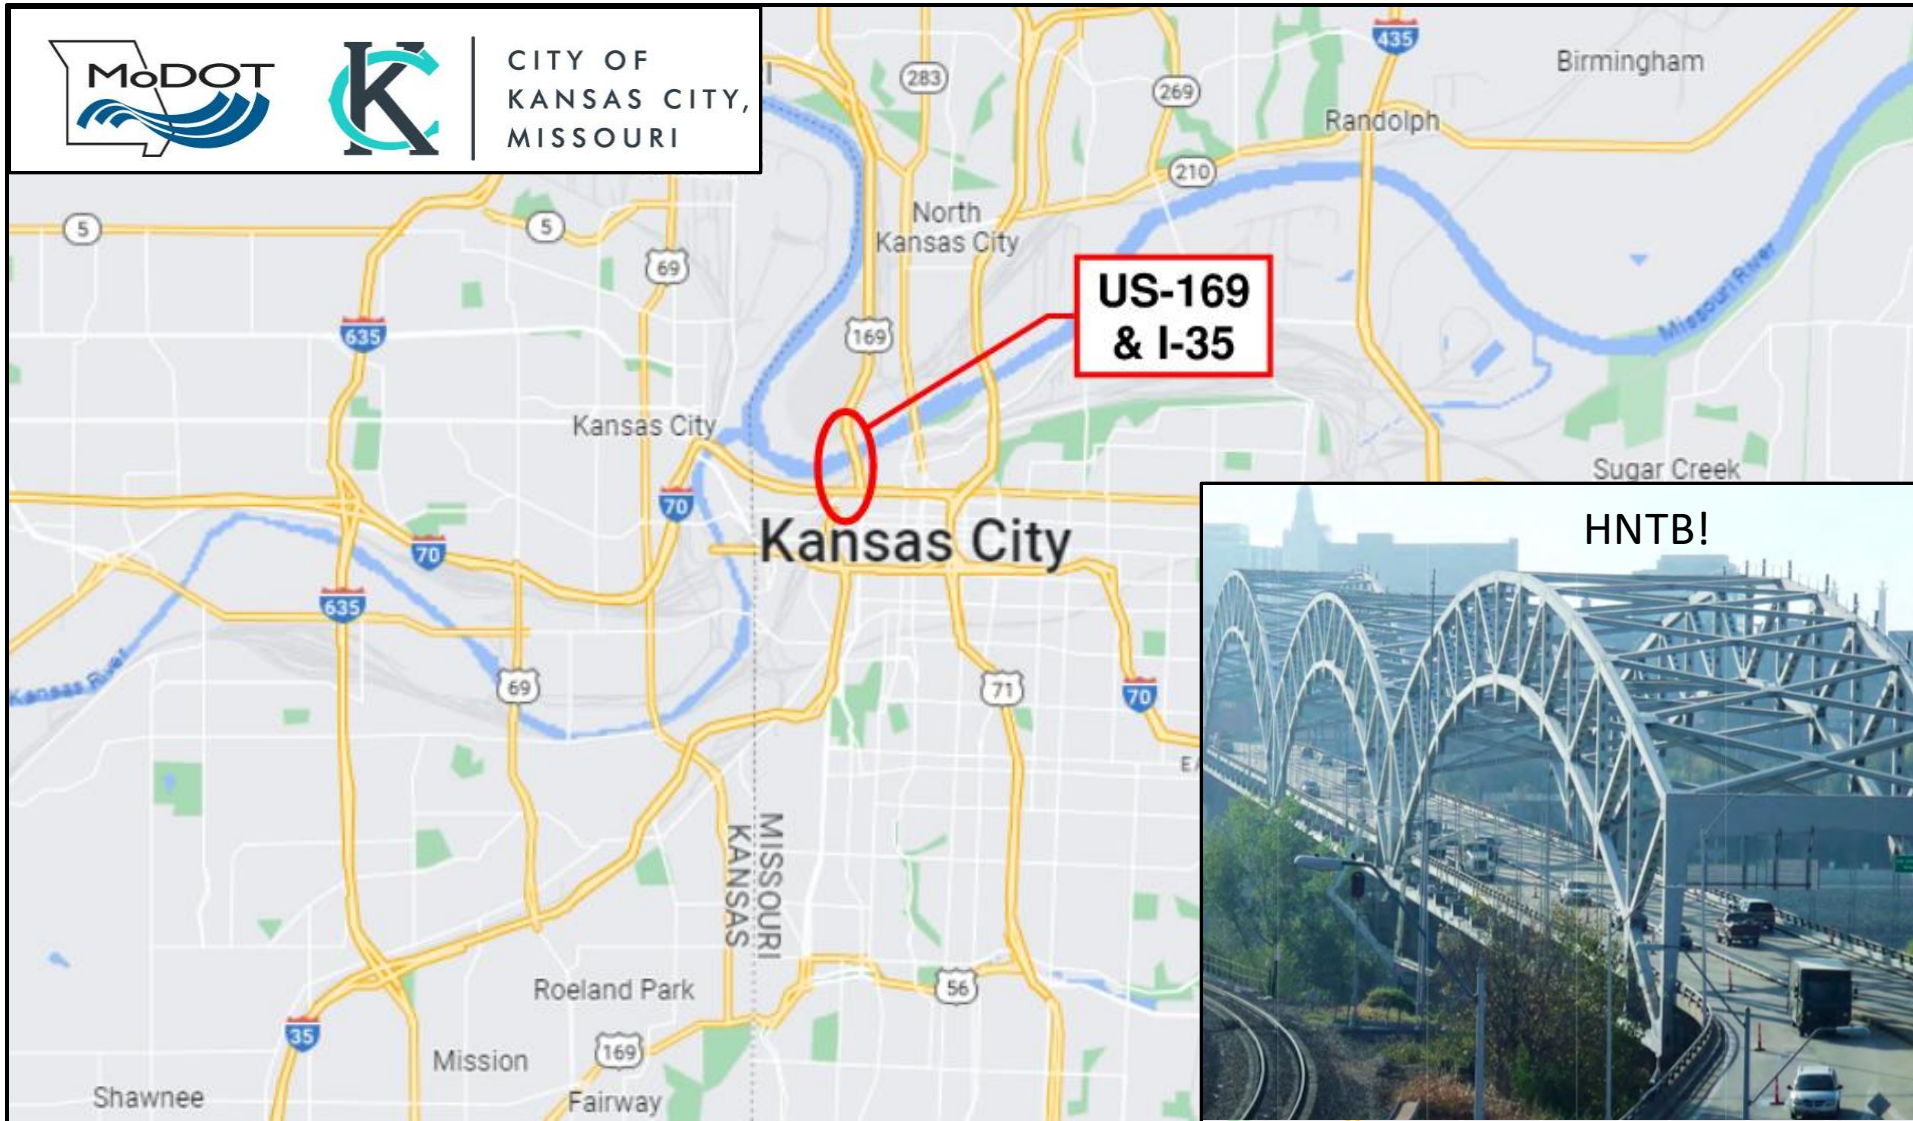 MoDOT
KC
CITY OF
KANSAS CITY,
MISSOURI
283
269
435
Birmingham
Randolph
210
5
5
69
North
Kansas City
635
169
US-169
& I-35
Missouri River
Kansas City
Sugar Creek
70
70
Kansas City
HNTB!
635
Kansas River
69
71
70
MISSOURI
KANSAS
Roeland Park
56
35
Mission
169
Shawnee
Fairway